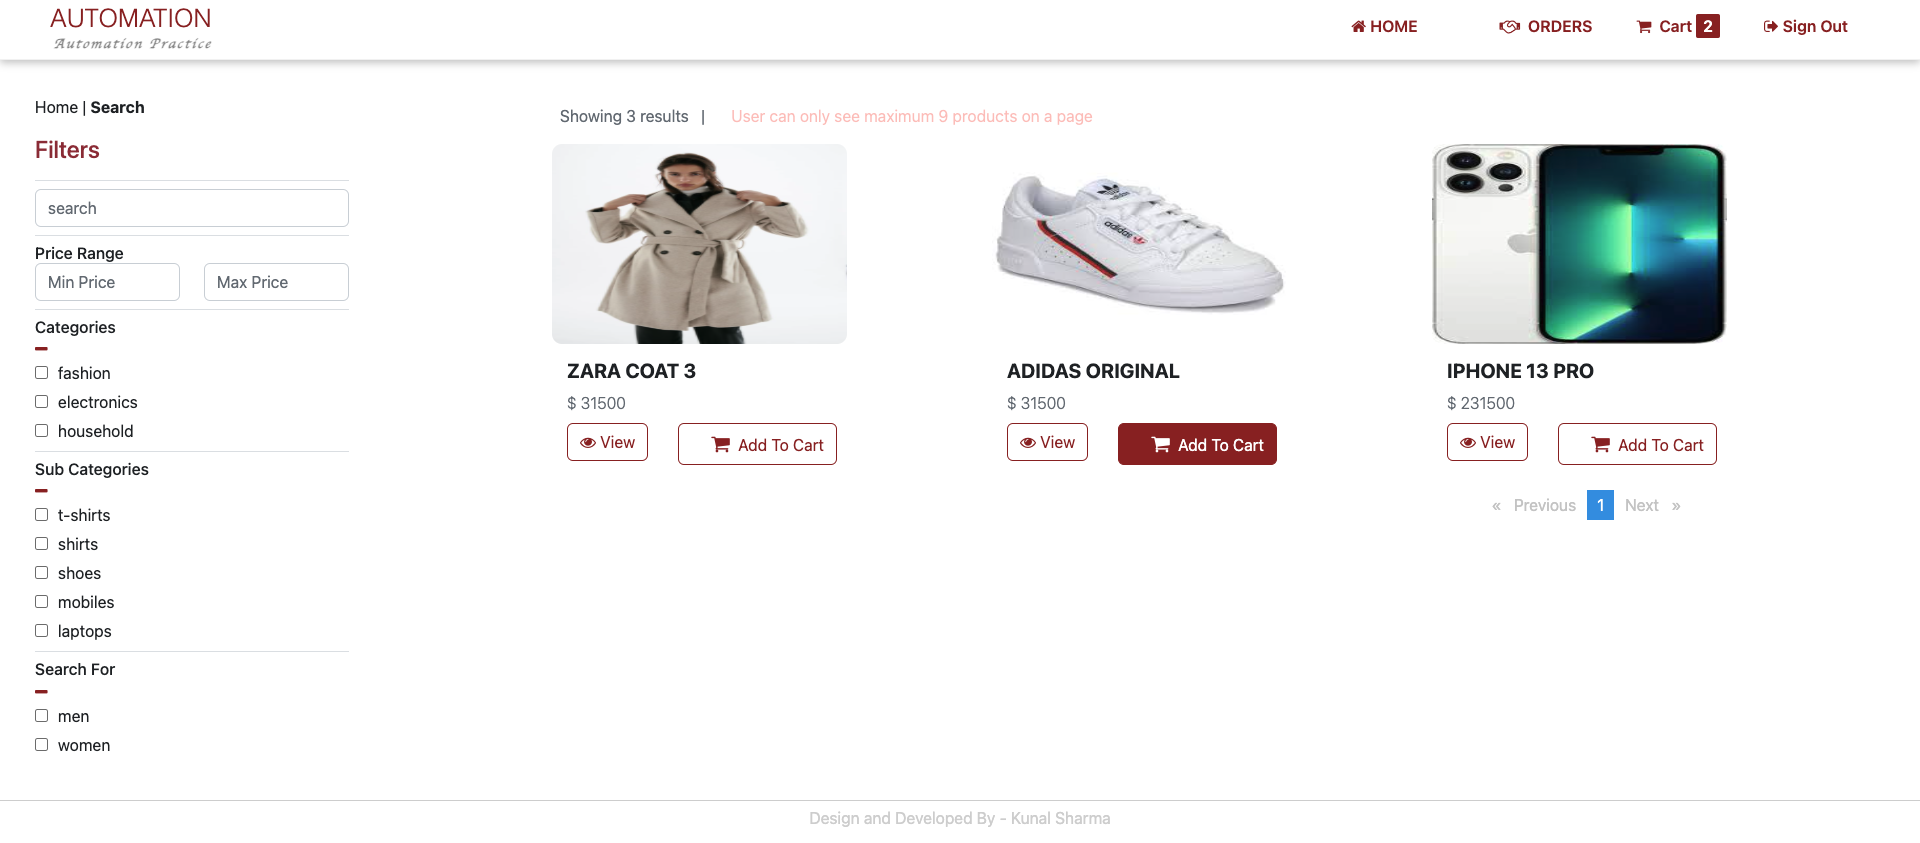 AUTOMATION
Automation Practice
HOME
ORDERS
Cart 2
Sign Out
Home | Search
Filters
search
Price Range
Min Price
Max Price
Categories
fashion
electronics
household
Sub Categories
t-shirts
shirts
shoes
mobiles
laptops
Search For
men
women
Showing 3 results |
User can only see maximum 9 products on a page
ZARA COAT 3
$ 31500
View
Add To Cart
adidas
adidas
ADIDAS ORIGINAL
$ 31500
View
Add To Cart
IPHONE 13 PRO
$ 231500
View
Add To Cart
« Previous 1 Next »
Design and Developed By - Kunal Sharma